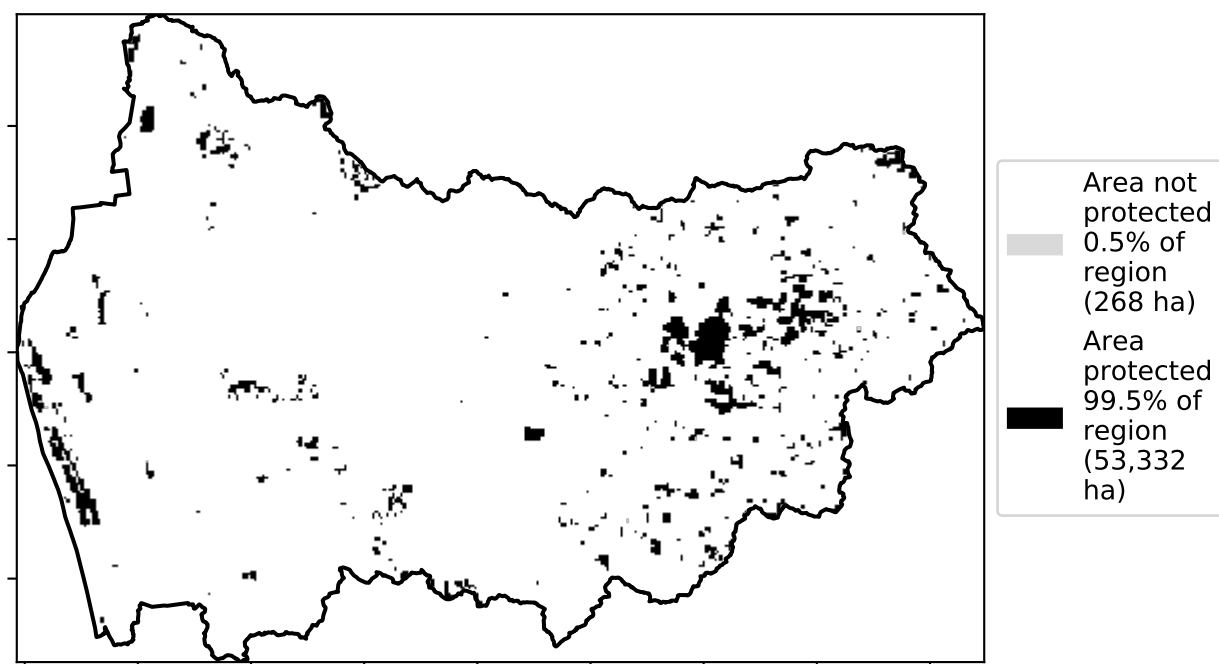 Area not
protected
0.5% of
region
(268 ha)
Area
protected
99.5% of
region
(53,332
ha)